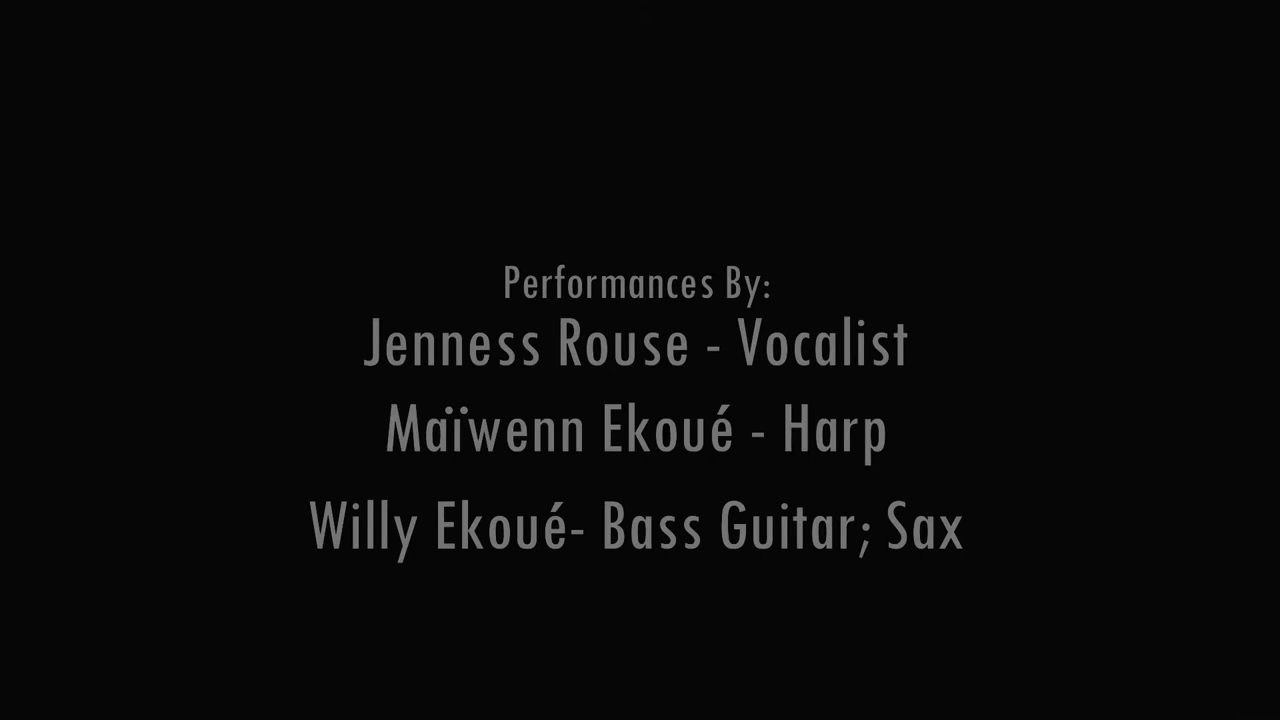 Performances By:
Jenness Rouse - Vocalist
Maïwenn Ekoué - Harp
Willy Ekoué- Bass Guitar; Sax